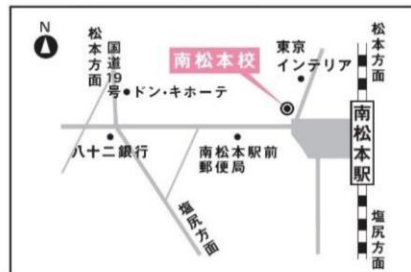 N
松本方面
国道19号
ドン・キホーテ
南松本校
東京
インテリア
松本方面
南松本駅
八十二銀行
南松本駅前
郵便局
塩尻方面
塩尻方面